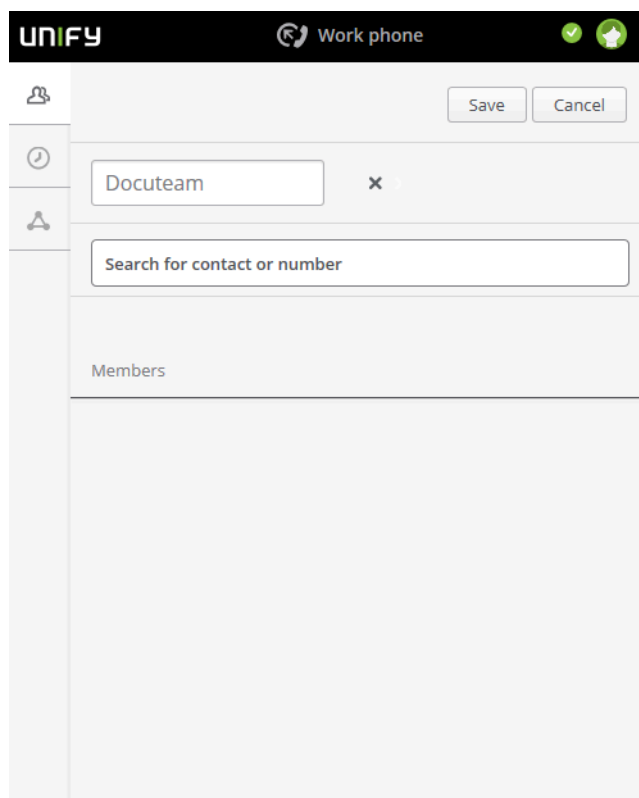 UNIFY
Work phone
Save
Cancel
Docuteam
Search for contact or number
Members